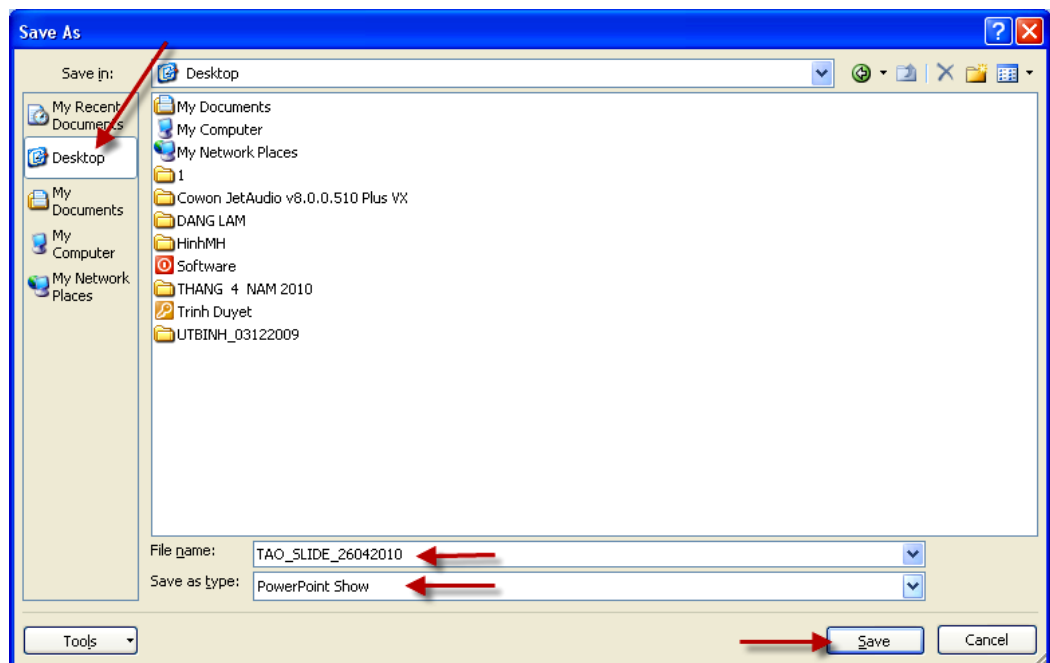 Save As
Save in:
Desktop
My Recent
Documents
Desktop
My
Documents
My
Computer
My Network
Places
My Documents
My Computer
My Network Places
1
Cowon JetAudio v8.0.0.510 Plus VX
DANG LAM
HinhMH
Software
THANG 4 NAM 2010
Trinh Duyet
UTBINH_03122009
File name:
TAO_SLIDE_26042010
Save as type:
PowerPoint Show
Tools
Save
Cancel